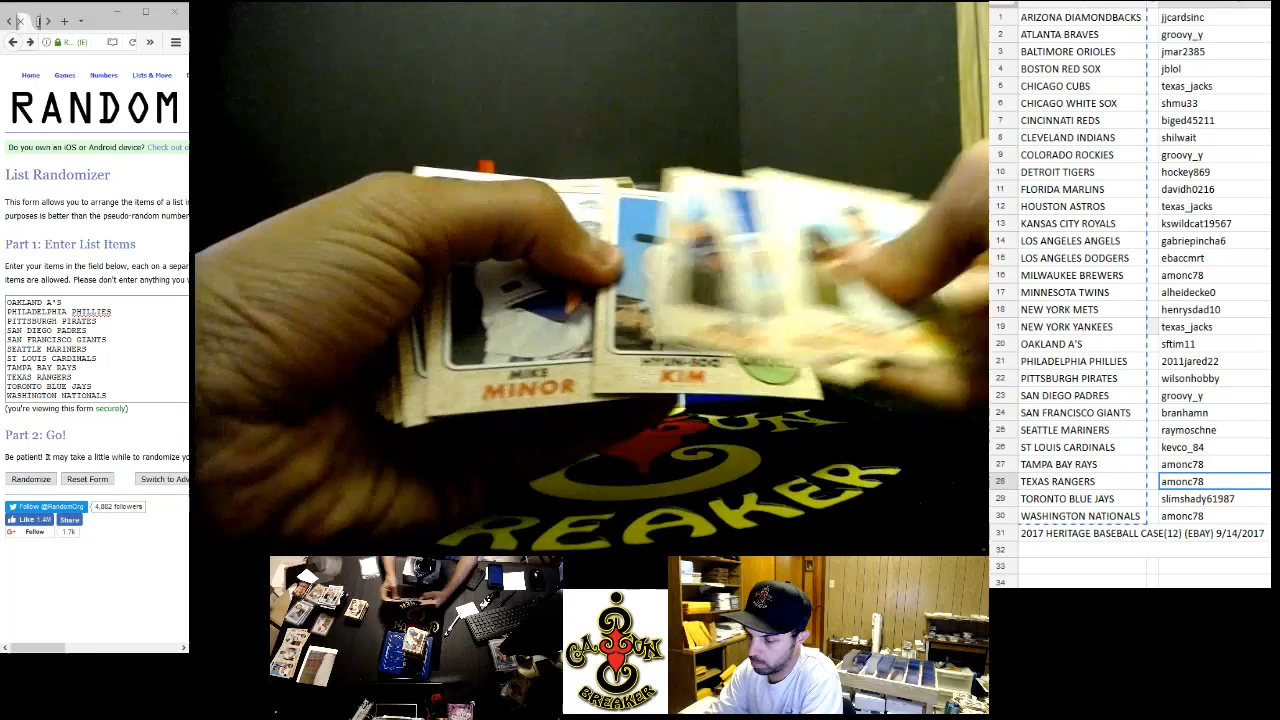 R... (IE)
Home Games Numbers Lists & More
RANDOM
Do you own an iOS or Android device? Check out o
List Randomizer
This form allows you to arrange the items of a list i
purposes is better than the pseudo-random number
Part 1: Enter List Items
Enter your items in the field below, each on a separ
items are allowed. Please don't enter anything you w
OAKLAND A'S
PHILADELPHIA PHILLIES
PITTSBURGH PIRATES
SAN DIEGO PADRES
SAN FRANCISCO GIANTS
SEATTLE MARINERS
ST LOUIS CARDINALS
TAMPA BAY RAYS
TEXAS RANGERS
TORONTO BLUE JAYS
WASHINGTON NATIONALS
(you're viewing this form securely)
Part 2: Go!
Be patient! It may take a little while to randomize yo
Randomize Reset Form Switch to Adv
Follow @RandomOrg 4,882 followers
Like 1.4M Share
G+ Follow 1.7k
MIKE
MINOR
HYUN-SOO
KIM
CAJUN
BREAKER
1 ARIZONA DIAMONDBACKS jjcardsinc
2 ATLANTA BRAVES groovy_y
3 BALTIMORE ORIOLES jmar2385
4 BOSTON RED SOX jblol
5 CHICAGO CUBS texas_jacks
6 CHICAGO WHITE SOX shmu33
7 CINCINNATI REDS biged45211
8 CLEVELAND INDIANS shilwait
9 COLORADO ROCKIES groovy_y
10 DETROIT TIGERS hockey869
11 FLORIDA MARLINS davidh0216
12 HOUSTON ASTROS texas_jacks
13 KANSAS CITY ROYALS kswildcat19567
14 LOS ANGELES ANGELS gabriepincha6
15 LOS ANGELES DODGERS ebaccmrt
16 MILWAUKEE BREWERS amonc78
17 MINNESOTA TWINS alheidecke0
18 NEW YORK METS henrysdad10
19 NEW YORK YANKEES texas_jacks
20 OAKLAND A'S sftim11
21 PHILADELPHIA PHILLIES 2011jared22
22 PITTSBURGH PIRATES wilsonhobby
23 SAN DIEGO PADRES groovy_y
24 SAN FRANCISCO GIANTS branhamn
25 SEATTLE MARINERS raymoschne
26 ST LOUIS CARDINALS kevco_84
27 TAMPA BAY RAYS amonc78
28 TEXAS RANGERS amonc78
29 TORONTO BLUE JAYS slimshady61987
30 WASHINGTON NATIONALS amonc78
31 2017 HERITAGE BASEBALL CASE(12) (EBAY) 9/14/2017
32
33
34
CAJUN
BREAKER